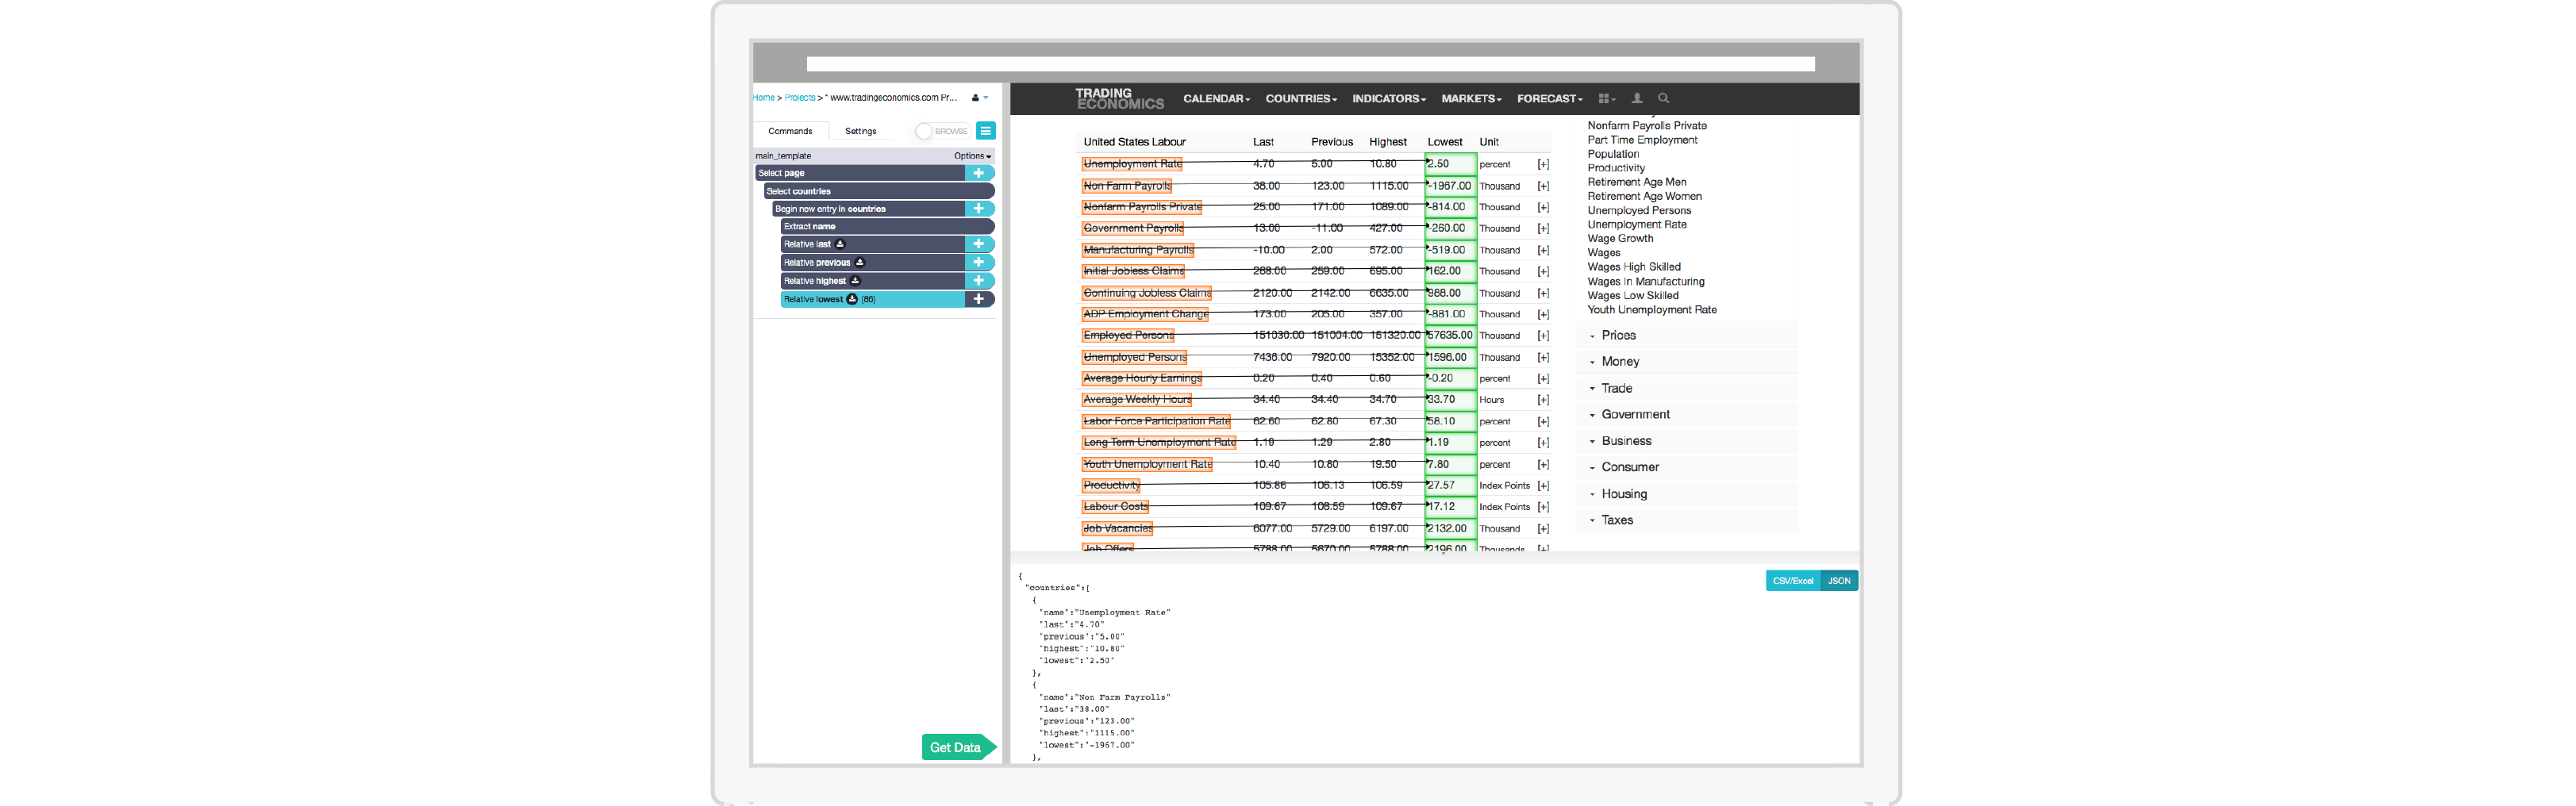 Home > Projects > * www.tradingeconomics.com Pr...
Commands Settings BROWSE
main_template Options
Select page
Select countries
Begin new entry in countries
Extract name
Relative last
Relative previous
Relative highest
Relative lowest (86)
Get Data
TRADING
ECONOMICS
CALENDAR COUNTRIES INDICATORS MARKETS FORECAST
United States Labour Last Previous Highest Lowest Unit
Unemployment Rate 4.70 5.00 10.80 2.50 percent [+]
Non Farm Payrolls 38.00 123.00 1115.00 -1967.00 Thousand [+]
Nonfarm Payrolls Private 25.00 171.00 1089.00 -814.00 Thousand [+]
Government Payrolls 13.00 -11.00 427.00 -260.00 Thousand [+]
Manufacturing Payrolls -10.00 2.00 572.00 -519.00 Thousand [+]
Initial Jobless Claims 268.00 259.00 695.00 162.00 Thousand [+]
Continuing Jobless Claims 2120.00 2142.00 6635.00 988.00 Thousand [+]
ADP Employment Change 173.00 205.00 357.00 -881.00 Thousand [+]
Employed Persons 151030.00 151004.00 151320.00 57635.00 Thousand [+]
Unemployed Persons 7436.00 7920.00 15352.00 1596.00 Thousand [+]
Average Hourly Earnings 0.20 0.40 0.60 -0.20 percent [+]
Average Weekly Hours 34.40 34.40 34.70 33.70 Hours [+]
Labor Force Participation Rate 62.60 62.80 67.30 58.10 percent [+]
Long Term Unemployment Rate 1.19 1.29 2.80 1.19 percent [+]
Youth Unemployment Rate 10.40 10.80 19.50 7.80 percent [+]
Productivity 105.86 106.13 106.59 27.57 Index Points [+]
Labour Costs 109.67 108.59 109.67 17.12 Index Points [+]
Job Vacancies 6077.00 5729.00 6197.00 2132.00 Thousand [+]
Job Offers 5788.00 5670.00 5788.00 2196.00 Thousands [+]
Nonfarm Payrolls Private
Part Time Employment
Population
Productivity
Retirement Age Men
Retirement Age Women
Unemployed Persons
Unemployment Rate
Wage Growth
Wages
Wages High Skilled
Wages In Manufacturing
Wages Low Skilled
Youth Unemployment Rate
Prices
Money
Trade
Government
Business
Consumer
Housing
Taxes
CSV/Excel JSON
{
"countries":[
{
"name":"Unemployment Rate"
"last":"4.70"
"previous":"5.00"
"highest":"10.80"
"lowest":"2.50"
},
{
"name":"Non Farm Payrolls"
"last":"38.00"
"previous":"123.00"
"highest":"1115.00"
"lowest":"-1967.00"
},